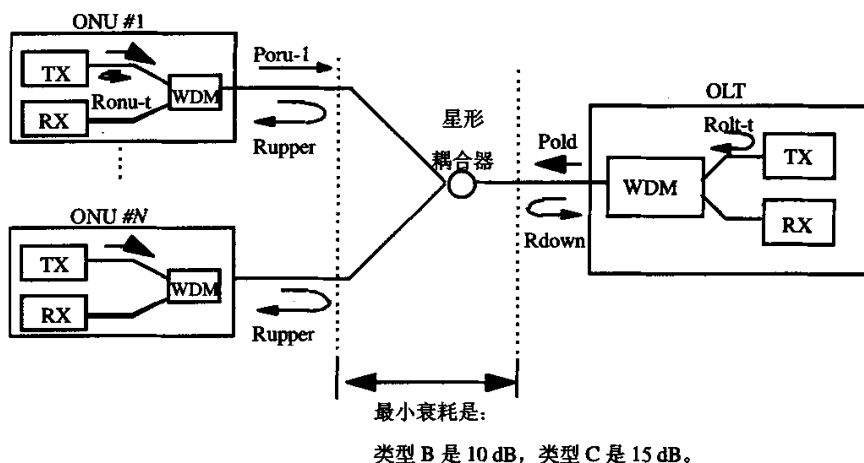 ONU #1
TX
Ronu-t
RX
WDM
Poru-1
Rupper
⋮
ONU #N
TX
RX
WDM
Rupper
星形
耦合器
Pold
Rdown
OLT
Rolt-t
WDM
TX
RX
最小衰耗是：
类型 B 是 10 dB，类型 C 是 15 dB。